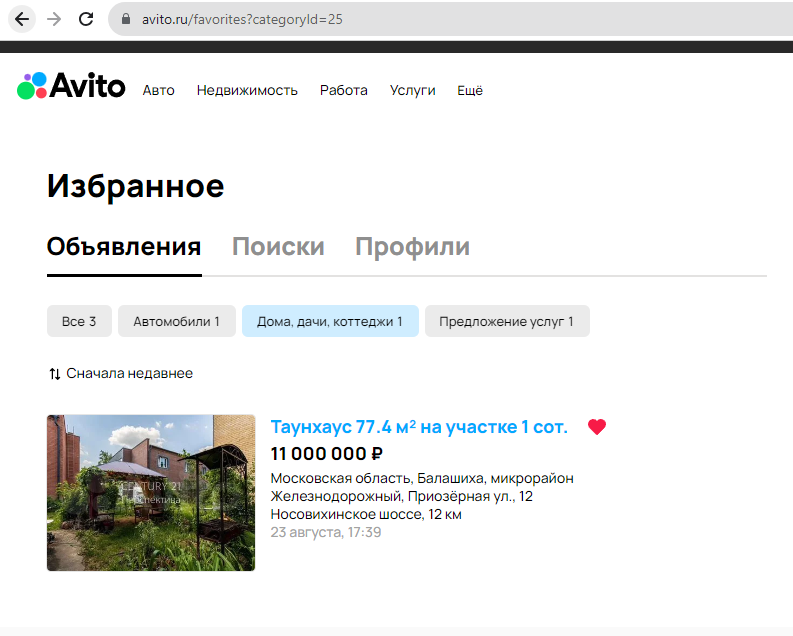 avito.ru/favorites?categoryId=25
Avito Авто Недвижимость Работа Услуги Ещё
Избранное
Объявления Поиски Профили
Все 3 Автомобили 1 Дома, дачи, коттеджи 1 Предложение услуг 1
Сначала недавнее
CENTURY 21
Перспектива
Таунхаус 77.4 м² на участке 1 сот.
11 000 000 ₽
Московская область, Балашиха, микрорайон
Железнодорожный, Приозёрная ул., 12
Носовихинское шоссе, 12 км
23 августа, 17:39